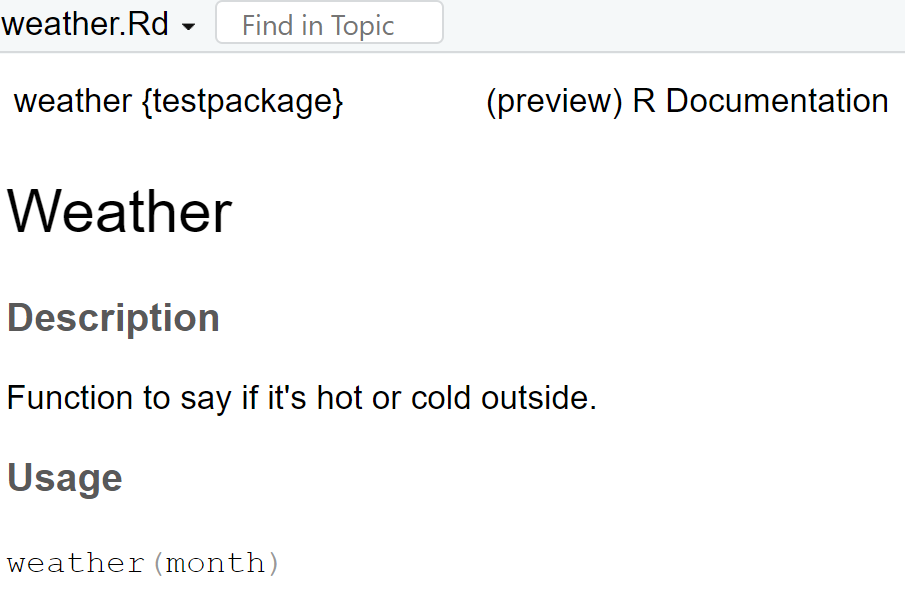 weather.Rd
Find in Topic
weather {testpackage} (preview) R Documentation
Weather
Description
Function to say if it's hot or cold outside.
Usage
weather(month)